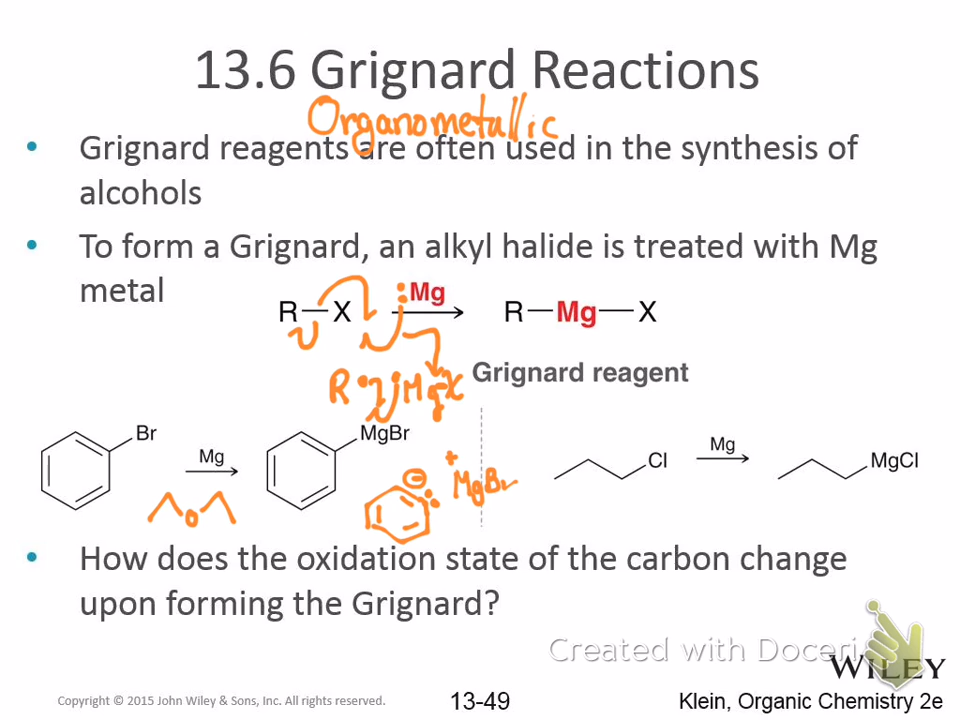 13.6 Grignard Reactions
Organometallic
• Grignard reagents are often used in the synthesis of
alcohols
• To form a Grignard, an alkyl halide is treated with Mg
metal
R—X :Mg R—Mg—X
R• •MgX Grignard reagent
Br Mg MgBr Cl Mg MgCl
O ⊖ : + MgBr
• How does the oxidation state of the carbon change
upon forming the Grignard?
Created with Doceri
WILEY
Copyright © 2015 John Wiley & Sons, Inc. All rights reserved. 13-49 Klein, Organic Chemistry 2e